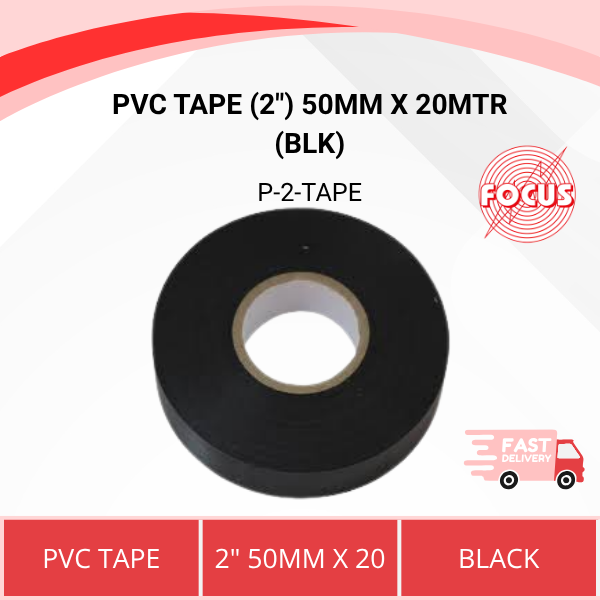 PVC TAPE (2") 50MM X 20MTR
(BLK)
P-2-TAPE
FOCUS
FAST
DELIVERY
PVC TAPE
2" 50MM X 20
BLACK